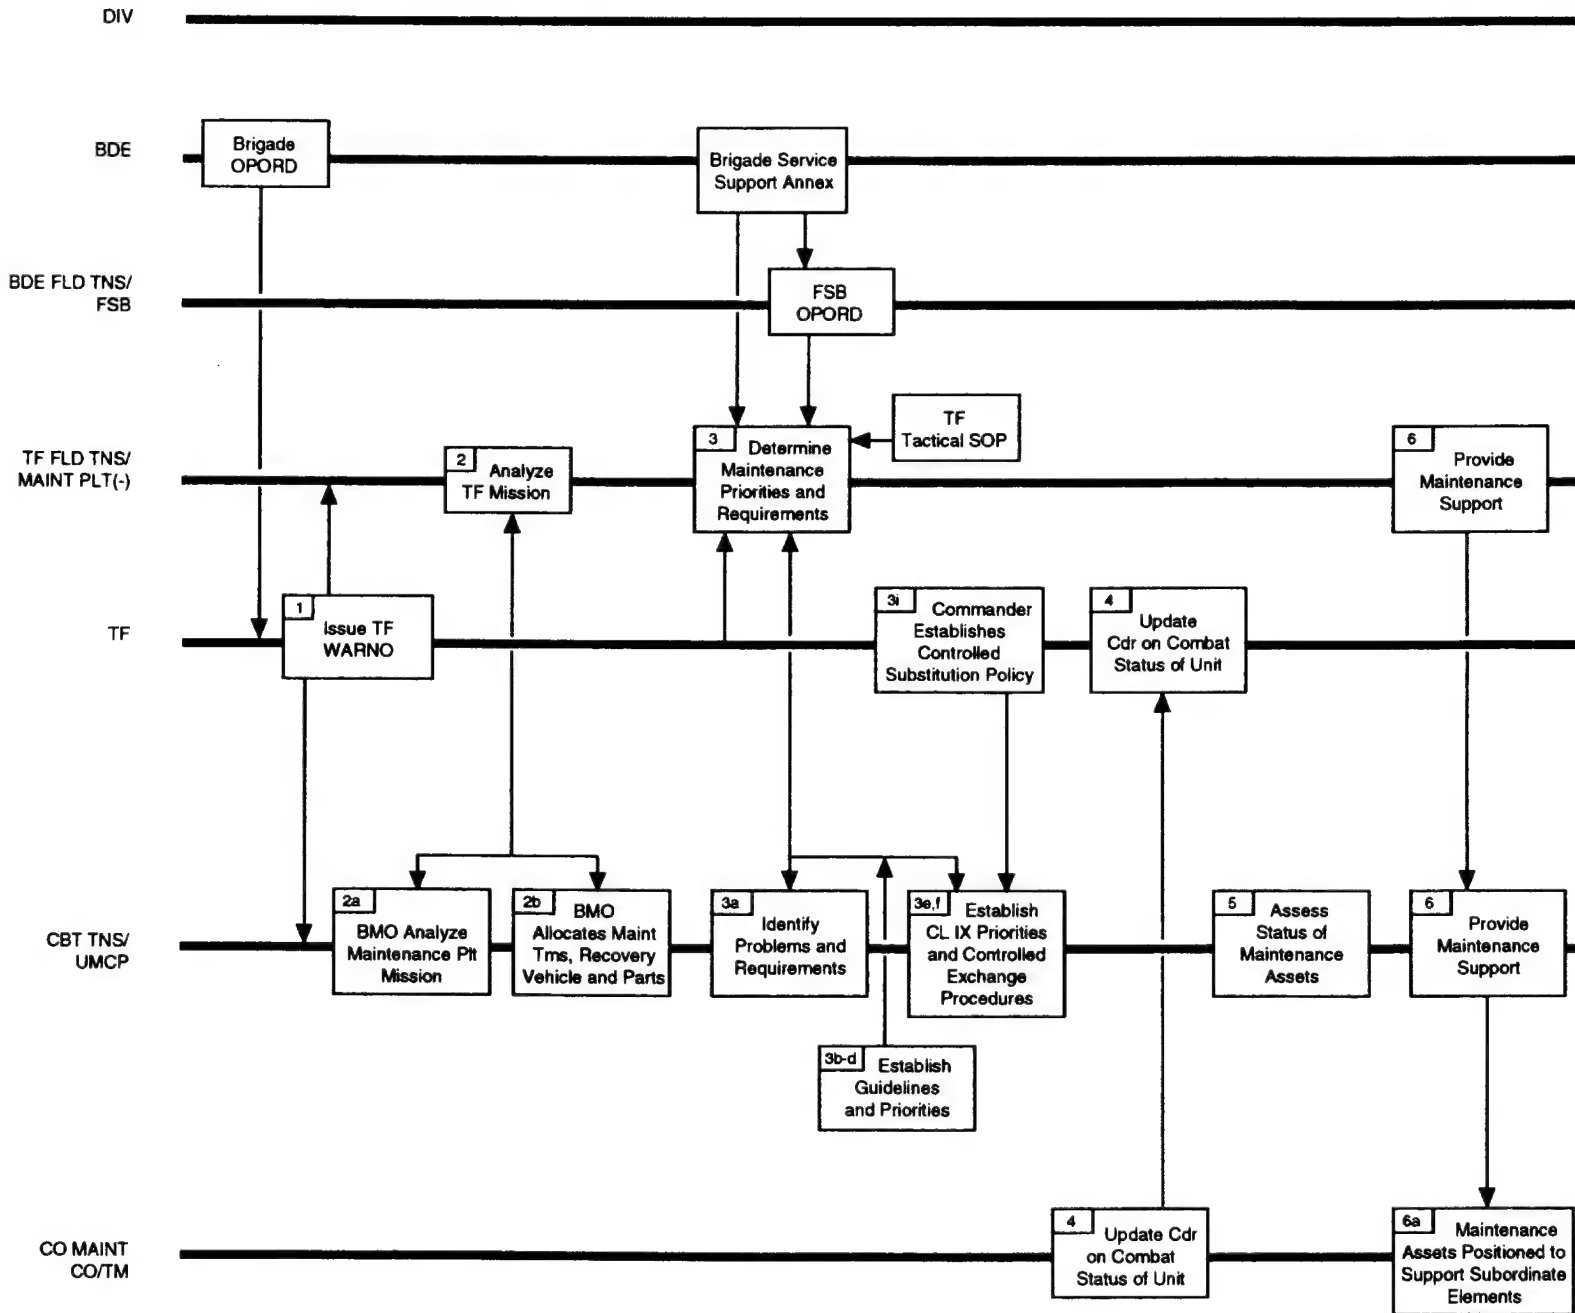 DIV
BDE
Brigade
OPORD
Brigade Service
Support Annex
BDE FLD TNS/
FSB
FSB
OPORD
TF
Tactical SOP
TF FLD TNS/
MAINT PLT(-)
2
Analyze
TF Mission
3
Determine
Maintenance
Priorities and
Requirements
6
Provide
Maintenance
Support
TF
1
Issue TF
WARNO
3i
Commander
Establishes
Controlled
Substitution Policy
4
Update
Cdr on Combat
Status of Unit
CBT TNS/
UMCP
2a
BMO Analyze
Maintenance Plt
Mission
2b
BMO
Allocates Maint
Tms, Recovery
Vehicle and Parts
3a
Identify
Problems and
Requirements
3e,f
Establish
CL IX Priorities
and Controlled
Exchange
Procedures
5
Assess
Status of
Maintenance
Assets
6
Provide
Maintenance
Support
3b-d
Establish
Guidelines
and Priorities
CO MAINT
CO/TM
4
Update Cdr
on Combat
Status of Unit
6a
Maintenance
Assets Positioned to
Support Subordinate
Elements